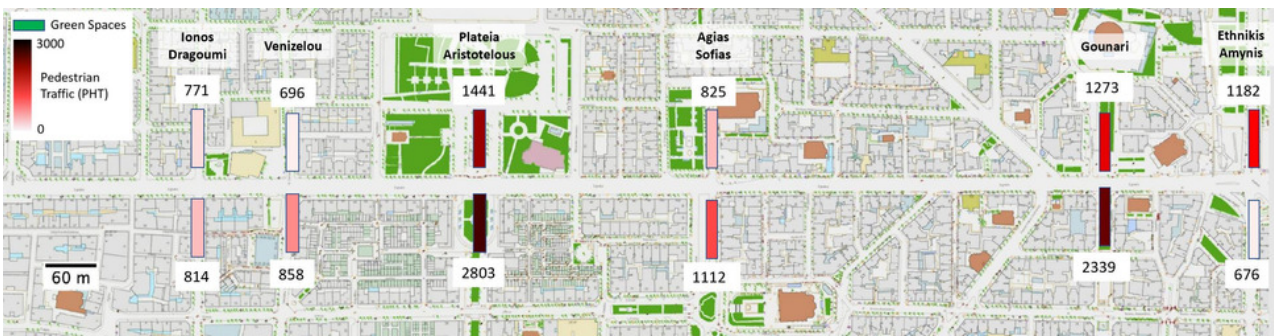 Green Spaces
3000
Pedestrian
Traffic (PHT)
0
Ionos
Dragoumi
Venizelou
Plateia
Aristotelous
Agias
Sofias
Gounari
Ethnikis
Amynis
771
696
1441
825
1273
1182
814
858
2803
1112
2339
676
60 m